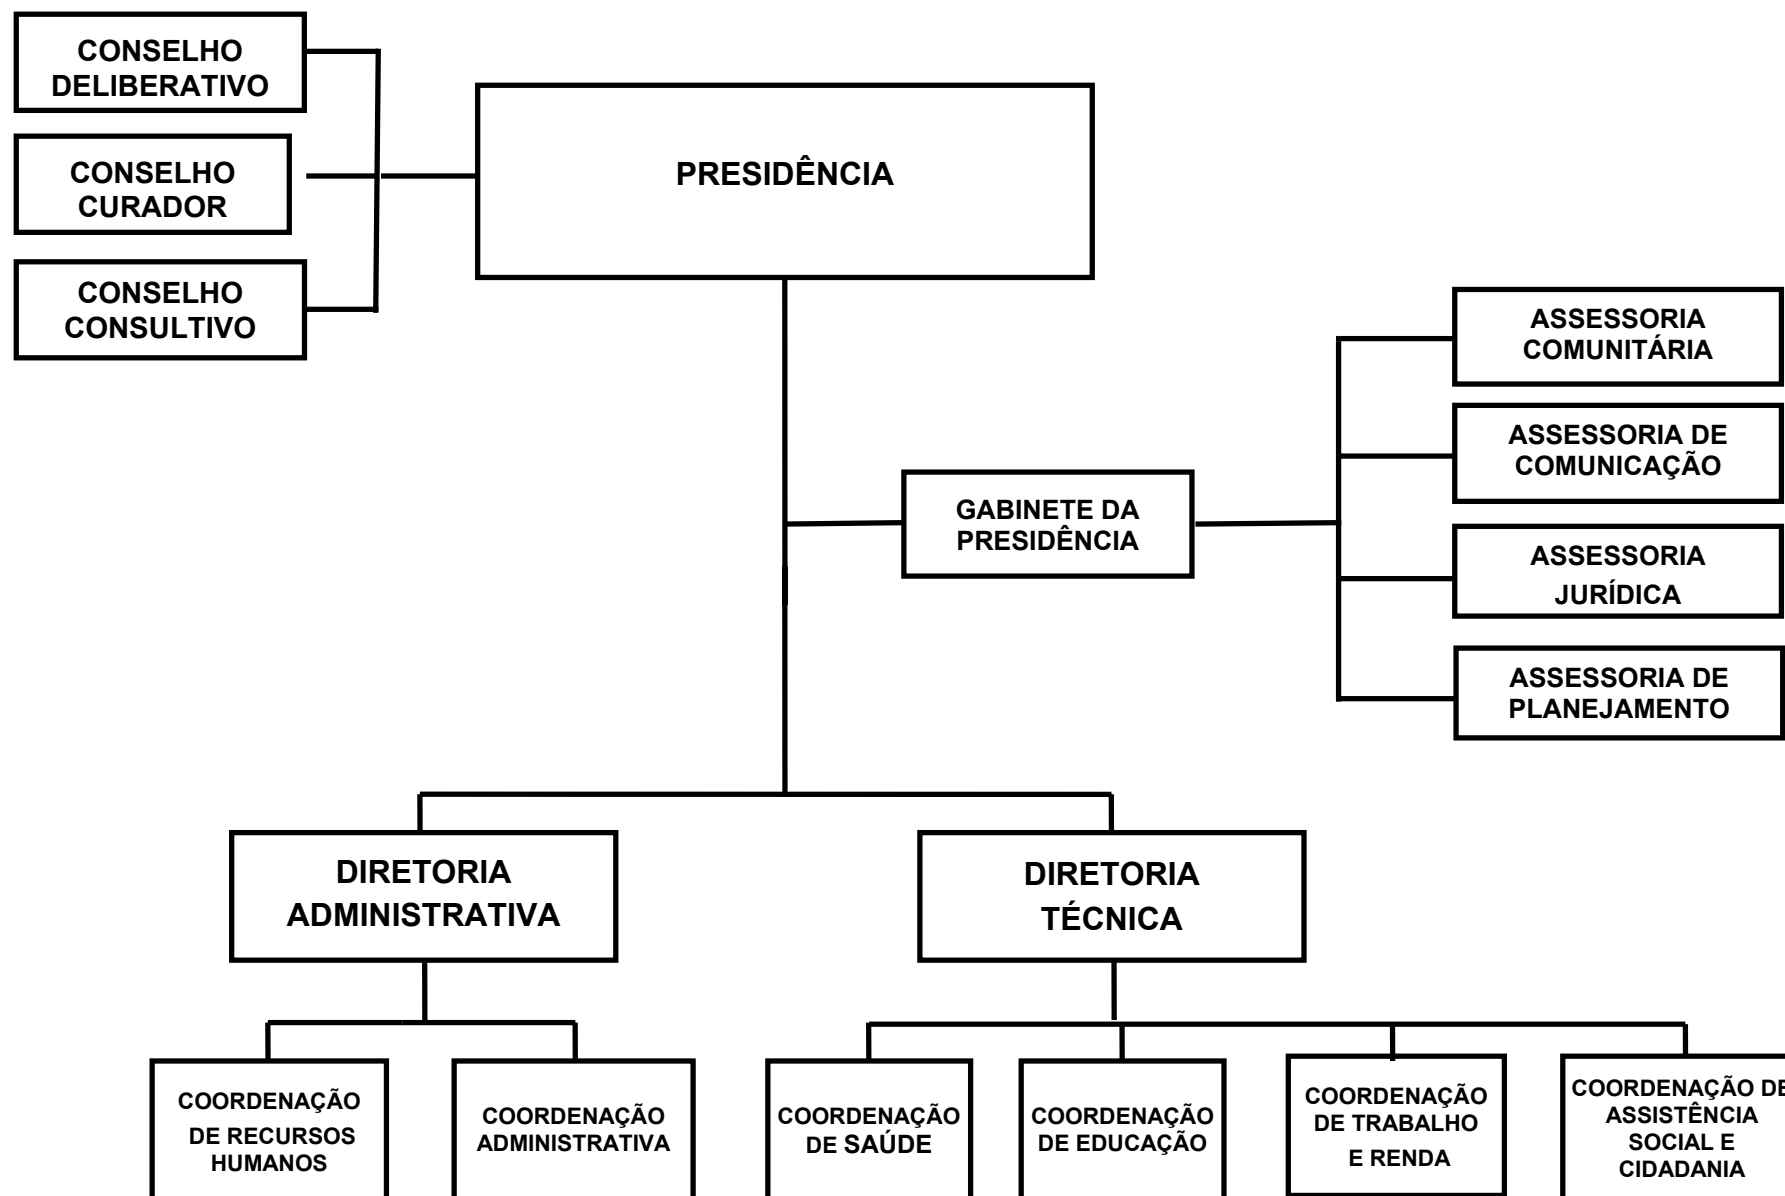 CONSELHO
DELIBERATIVO
PRESIDÊNCIA
CONSELHO
CURADOR
CONSELHO
CONSULTIVO
ASSESSORIA
COMUNITÁRIA
ASSESSORIA DE
COMUNICAÇÃO
GABINETE DA
PRESIDÊNCIA
ASSESSORIA
JURÍDICA
ASSESSORIA DE
PLANEJAMENTO
DIRETORIA
ADMINISTRATIVA
DIRETORIA
TÉCNICA
COORDENAÇÃO
DE RECURSOS
HUMANOS
COORDENAÇÃO
ADMINISTRATIVA
COORDENAÇÃO
DE SAÚDE
COORDENAÇÃO
DE EDUCAÇÃO
COORDENAÇÃO
DE TRABALHO
E RENDA
COORDENAÇÃO DE
ASSISTÊNCIA
SOCIAL E
CIDADANIA